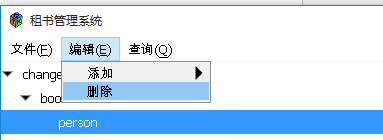 租书管理系统
文件(F) 编辑(E) 查询(Q)
change
添加
boo
删除
person